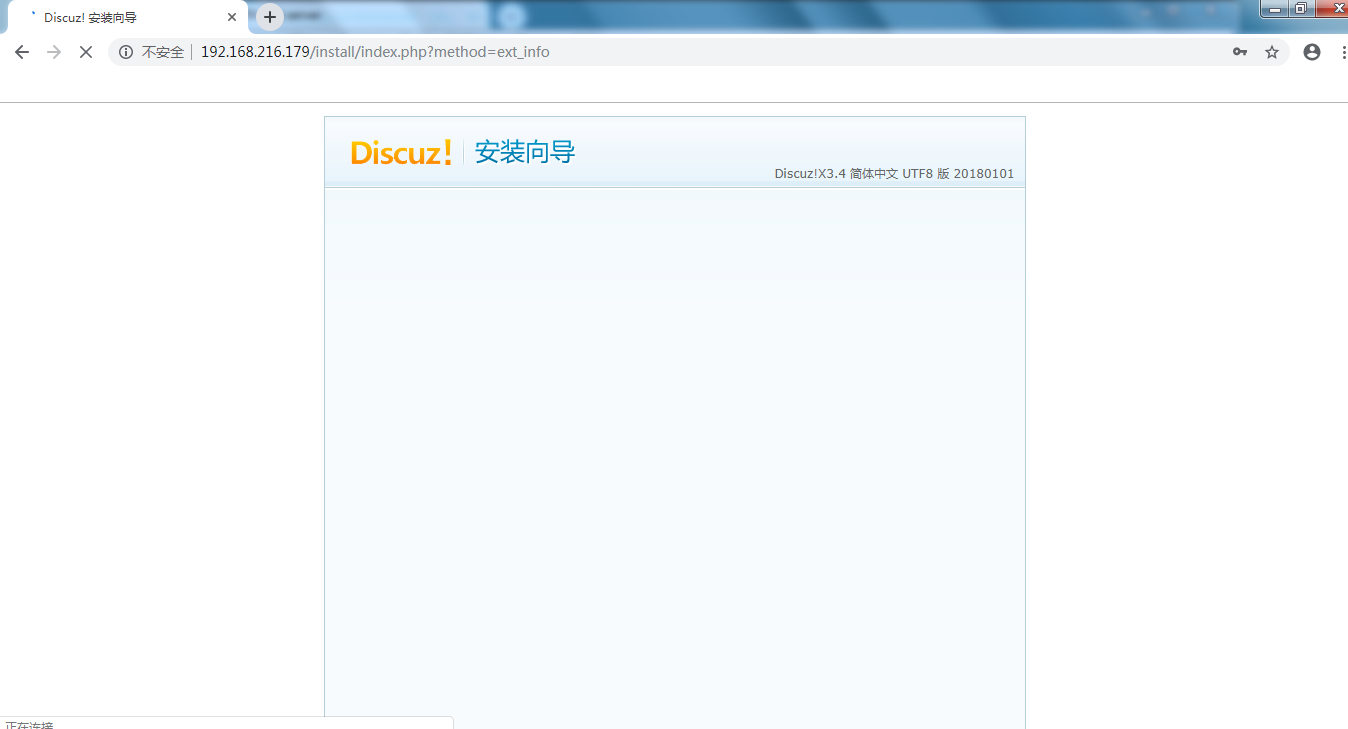 Discuz! 安装向导
不安全 192.168.216.179/install/index.php?method=ext_info
Discuz! 安装向导
Discuz!X3.4 简体中文 UTF8 版 20180101
正在连接